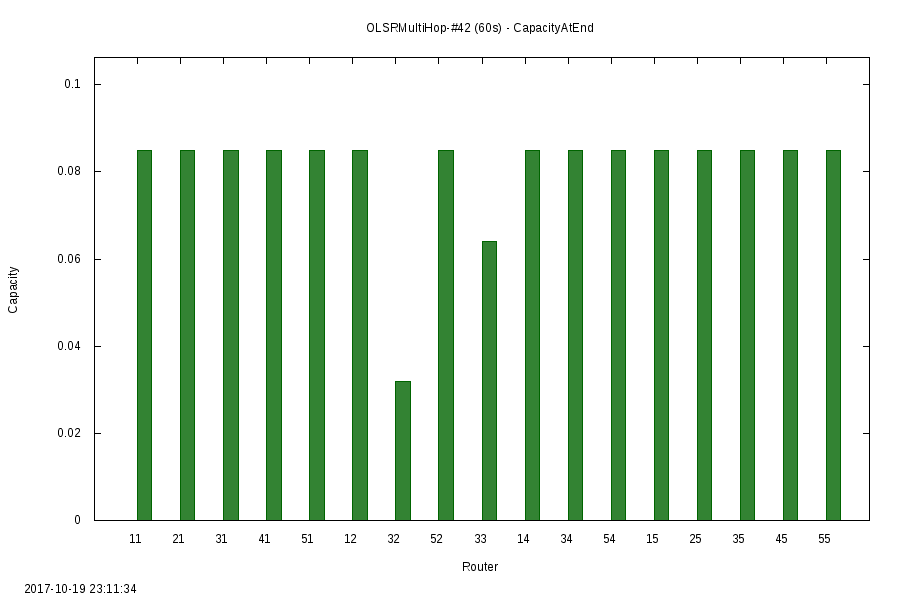 OLSRMultiHop-#42 (60s) - CapacityAtEnd
0.1
0.08
0.06
0.04
0.02
0
Capacity
11 21 31 41 51 12 32 52 33 14 34 54 15 25 35 45 55
Router
2017-10-19 23:11:34